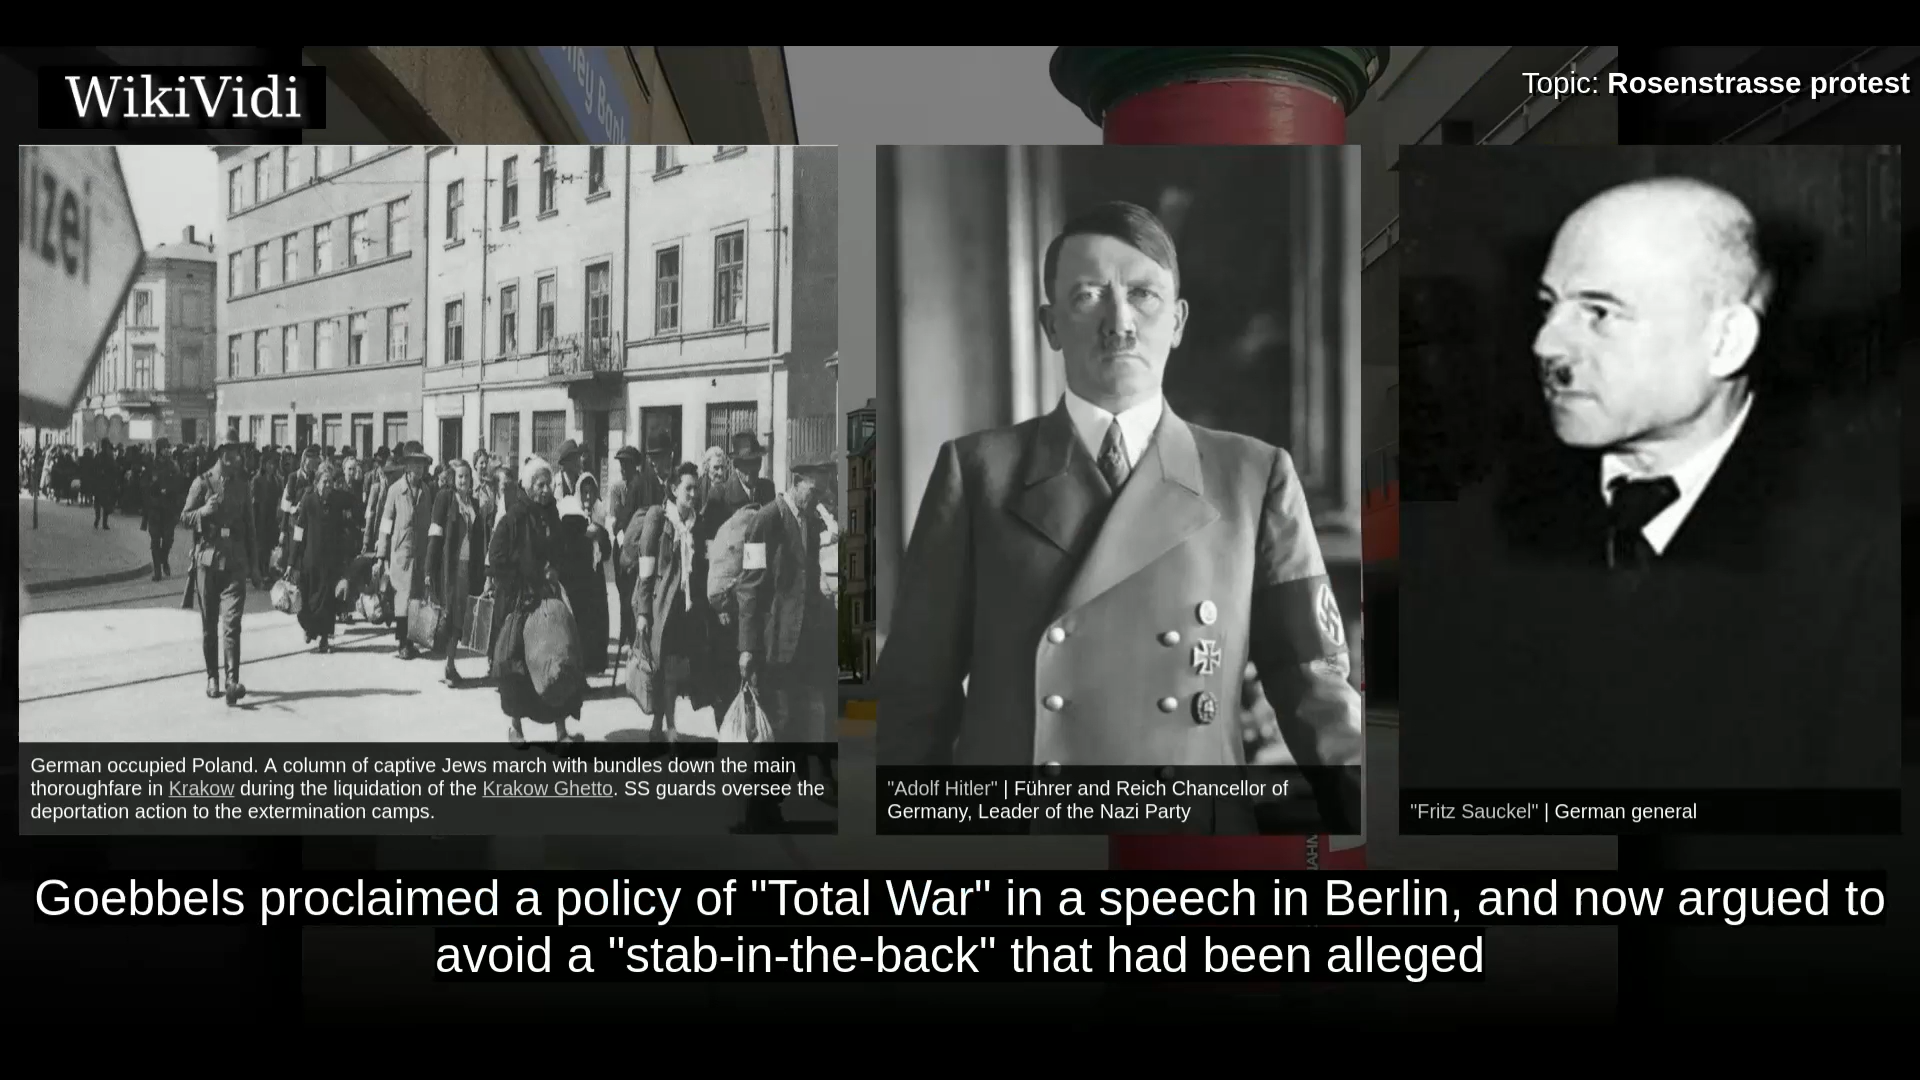 WikiVidi
Topic: Rosenstrasse protest
ney Bank
izei
German occupied Poland. A column of captive Jews march with bundles down the main
thoroughfare in Krakow during the liquidation of the Krakow Ghetto. SS guards oversee the
deportation action to the extermination camps.
"Adolf Hitler" | Führer and Reich Chancellor of
Germany, Leader of the Nazi Party
"Fritz Sauckel" | German general
Goebbels proclaimed a policy of "Total War" in a speech in Berlin, and now argued to
avoid a "stab-in-the-back" that had been alleged